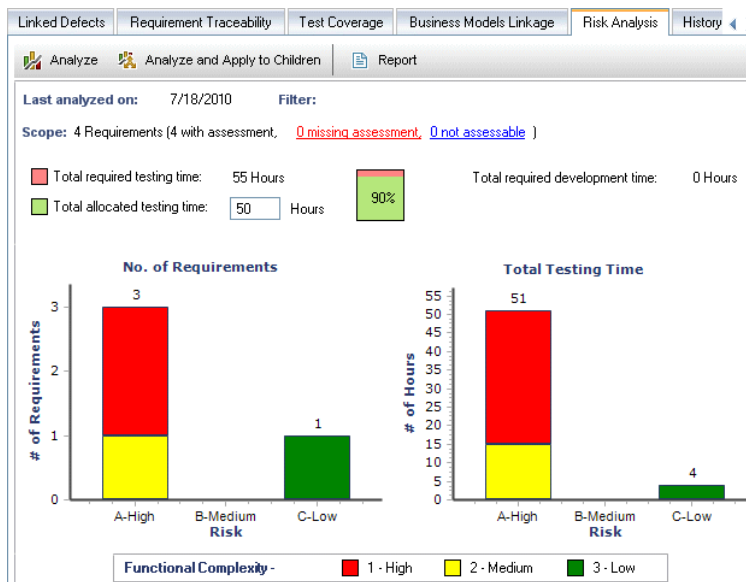 Linked Defects Requirement Traceability Test Coverage Business Models Linkage Risk Analysis History
Analyze Analyze and Apply to Children Report
Last analyzed on: 7/18/2010 Filter:
Scope: 4 Requirements (4 with assessment, 0 missing assessment, 0 not assessable )
Total required testing time: 55 Hours Total required development time: 0 Hours
Total allocated testing time: 50 Hours
90%
No. of Requirements
3
3
2
1
0
1
# of Requirements
A-High B-Medium C-Low
Risk
Total Testing Time
55
50
45
40
35
30
25
20
15
10
5
0
51
4
# of Hours
A-High B-Medium C-Low
Risk
Functional Complexity - 1 - High 2 - Medium 3 - Low